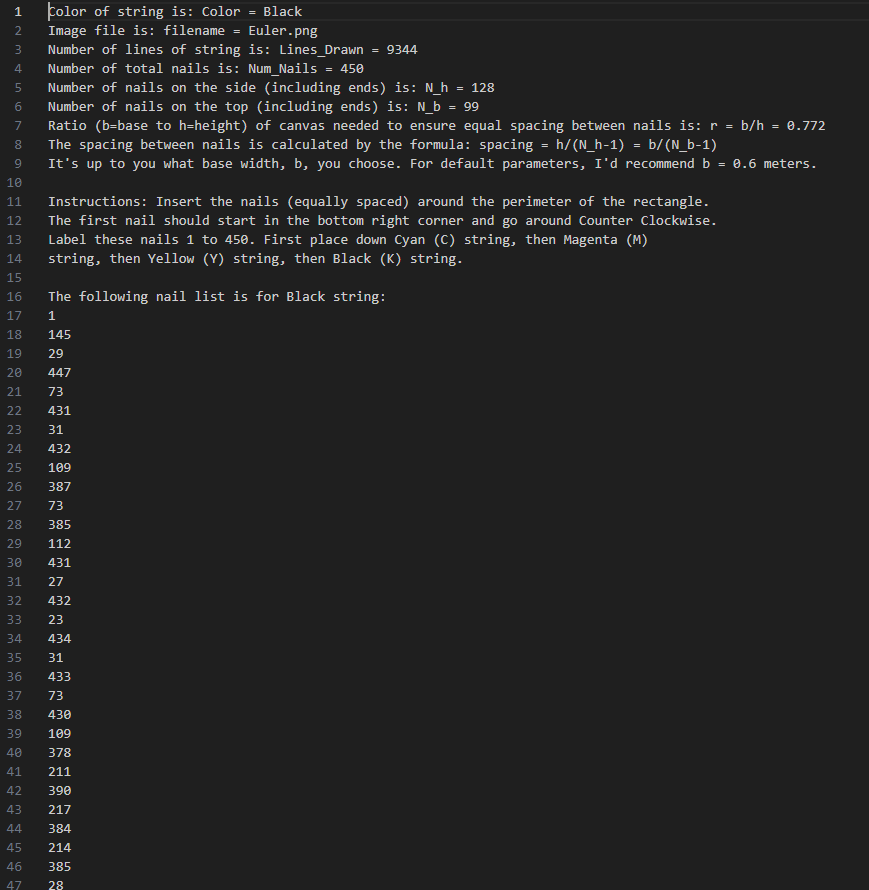 1 Color of string is: Color = Black
2 Image file is: filename = Euler.png
3 Number of lines of string is: Lines_Drawn = 9344
4 Number of total nails is: Num_Nails = 450
5 Number of nails on the side (including ends) is: N_h = 128
6 Number of nails on the top (including ends) is: N_b = 99
7 Ratio (b=base to h=height) of canvas needed to ensure equal spacing between nails is: r = b/h = 0.772
8 The spacing between nails is calculated by the formula: spacing = h/(N_h-1) = b/(N_b-1)
9 It's up to you what base width, b, you choose. For default parameters, I'd recommend b = 0.6 meters.
10
11 Instructions: Insert the nails (equally spaced) around the perimeter of the rectangle.
12 The first nail should start in the bottom right corner and go around Counter Clockwise.
13 Label these nails 1 to 450. First place down Cyan (C) string, then Magenta (M)
14 string, then Yellow (Y) string, then Black (K) string.
15
16 The following nail list is for Black string:
17 1
18 145
19 29
20 447
21 73
22 431
23 31
24 432
25 109
26 387
27 73
28 385
29 112
30 431
31 27
32 432
33 23
34 434
35 31
36 433
37 73
38 430
39 109
40 378
41 211
42 390
43 217
44 384
45 214
46 385
47 28